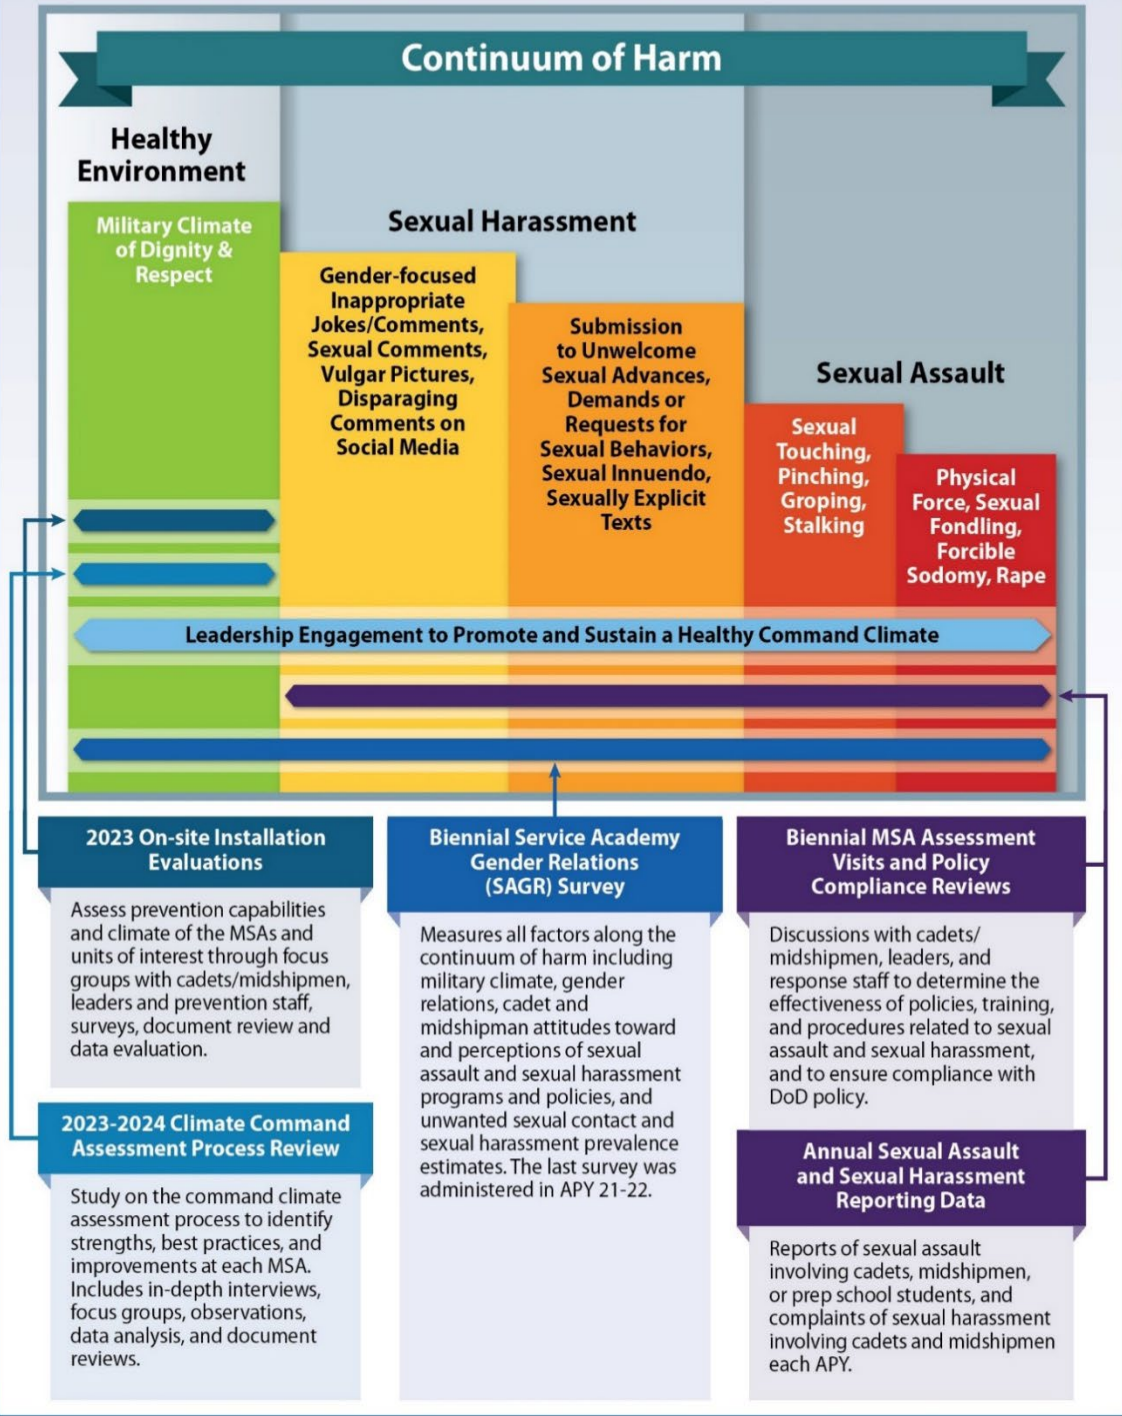 Continuum of Harm
Healthy
Environment
Military Climate
of Dignity &
Respect
Sexual Harassment
Gender-focused
Inappropriate
Jokes/Comments,
Sexual Comments,
Vulgar Pictures,
Disparaging
Comments on
Social Media
Submission
to Unwelcome
Sexual Advances,
Demands or
Requests for
Sexual Behaviors,
Sexual Innuendo,
Sexually Explicit
Texts
Sexual Assault
Sexual
Touching,
Pinching,
Groping,
Stalking
Physical
Force, Sexual
Fondling,
Forcible
Sodomy, Rape
Leadership Engagement to Promote and Sustain a Healthy Command Climate
2023 On-site Installation
Evaluations
Assess prevention capabilities
and climate of the MSAs and
units of interest through focus
groups with cadets/midshipmen,
leaders and prevention staff,
surveys, document review and
data evaluation.
2023-2024 Climate Command
Assessment Process Review
Study on the command climate
assessment process to identify
strengths, best practices, and
improvements at each MSA.
Includes in-depth interviews,
focus groups, observations,
data analysis, and document
reviews.
Biennial Service Academy
Gender Relations
(SAGR) Survey
Measures all factors along the
continuum of harm including
military climate, gender
relations, cadet and
midshipman attitudes toward
and perceptions of sexual
assault and sexual harassment
programs and policies, and
unwanted sexual contact and
sexual harassment prevalence
estimates. The last survey was
administered in APY 21-22.
Biennial MSA Assessment
Visits and Policy
Compliance Reviews
Discussions with cadets/
midshipmen, leaders, and
response staff to determine the
effectiveness of policies, training,
and procedures related to sexual
assault and sexual harassment,
and to ensure compliance with
DoD policy.
Annual Sexual Assault
and Sexual Harassment
Reporting Data
Reports of sexual assault
involving cadets, midshipmen,
or prep school students, and
complaints of sexual harassment
involving cadets and midshipmen
each APY.